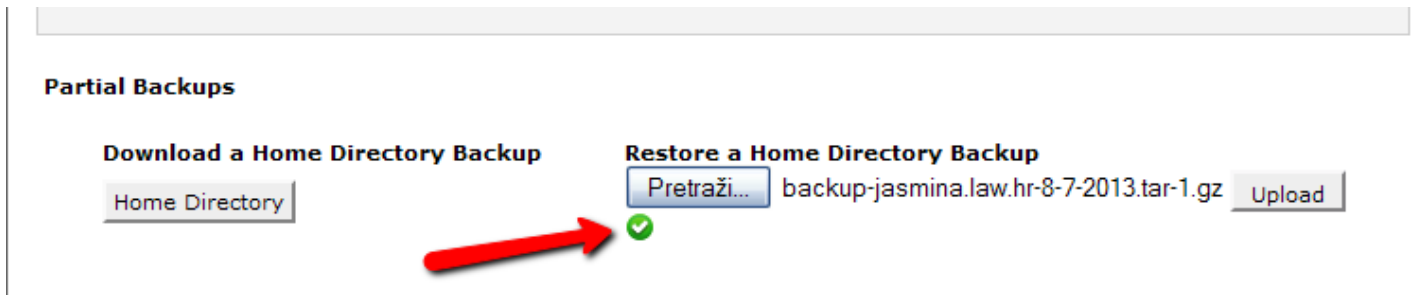 Partial Backups
Download a Home Directory Backup
Home Directory
Restore a Home Directory Backup
Pretraži... backup-jasmina.law.hr-8-7-2013.tar-1.gz Upload